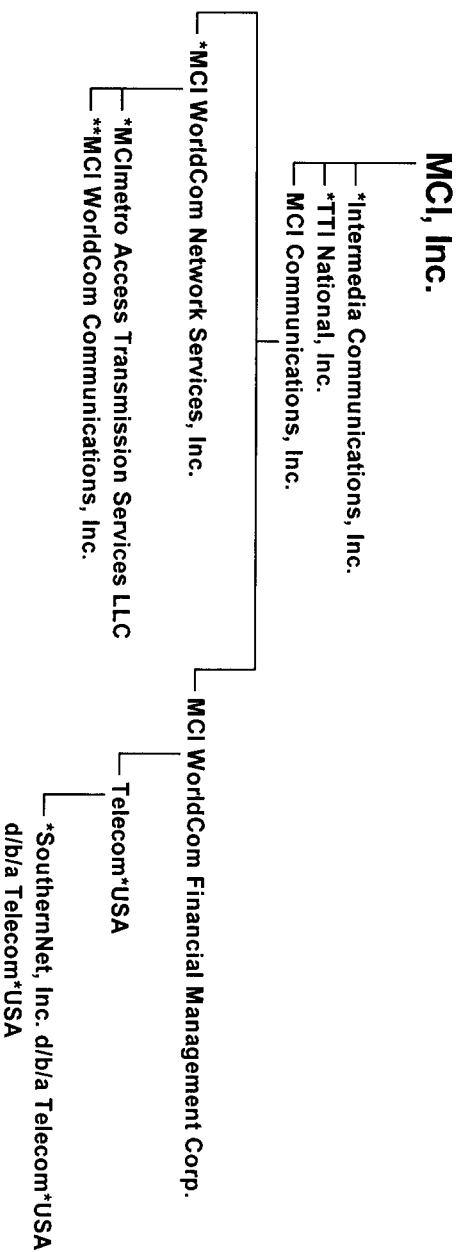 MCI, Inc.
*Intermedia Communications, Inc.
*TTI National, Inc.
MCI Communications, Inc.
*MCI WorldCom Network Services, Inc.
*MCImetro Access Transmission Services LLC
**MCI WorldCom Communications, Inc.
MCI WorldCom Financial Management Corp.
Telecom*USA
*SouthernNet, Inc. d/b/a Telecom*USA
d/b/a Telecom*USA